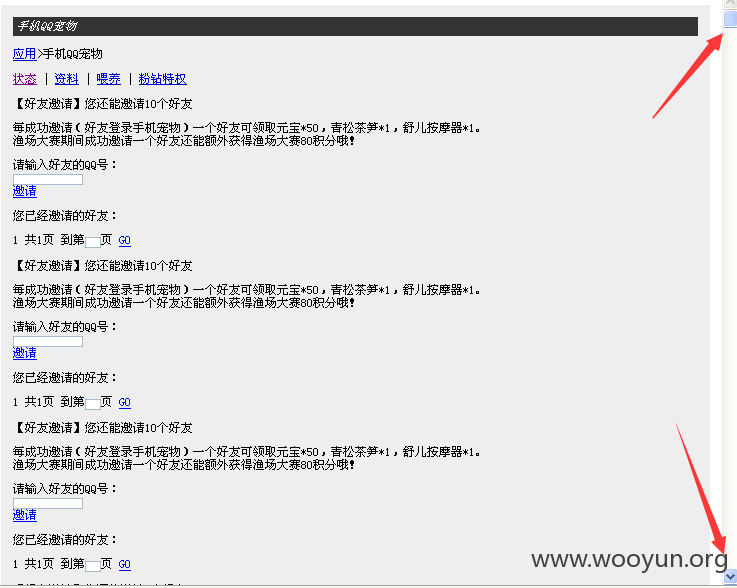 手机QQ宠物
应用>手机QQ宠物
状态 | 资料 | 喂养 | 粉钻特权
【好友邀请】您还能邀请10个好友
每成功邀请(好友登录手机宠物)一个好友可领取元宝*50,青松茶笋*1,舒儿按摩器*1。
渔场大赛期间成功邀请一个好友还能额外获得渔场大赛80积分哦!
请输入好友的QQ号:
邀请
您已经邀请的好友:
1 共1页 到第 页 GO
【好友邀请】您还能邀请10个好友
每成功邀请(好友登录手机宠物)一个好友可领取元宝*50,青松茶笋*1,舒儿按摩器*1。
渔场大赛期间成功邀请一个好友还能额外获得渔场大赛80积分哦!
请输入好友的QQ号:
邀请
您已经邀请的好友:
1 共1页 到第 页 GO
【好友邀请】您还能邀请10个好友
每成功邀请(好友登录手机宠物)一个好友可领取元宝*50,青松茶笋*1,舒儿按摩器*1。
渔场大赛期间成功邀请一个好友还能额外获得渔场大赛80积分哦!
请输入好友的QQ号:
邀请
您已经邀请的好友:
1 共1页 到第 页 GO
www.wooyun.org